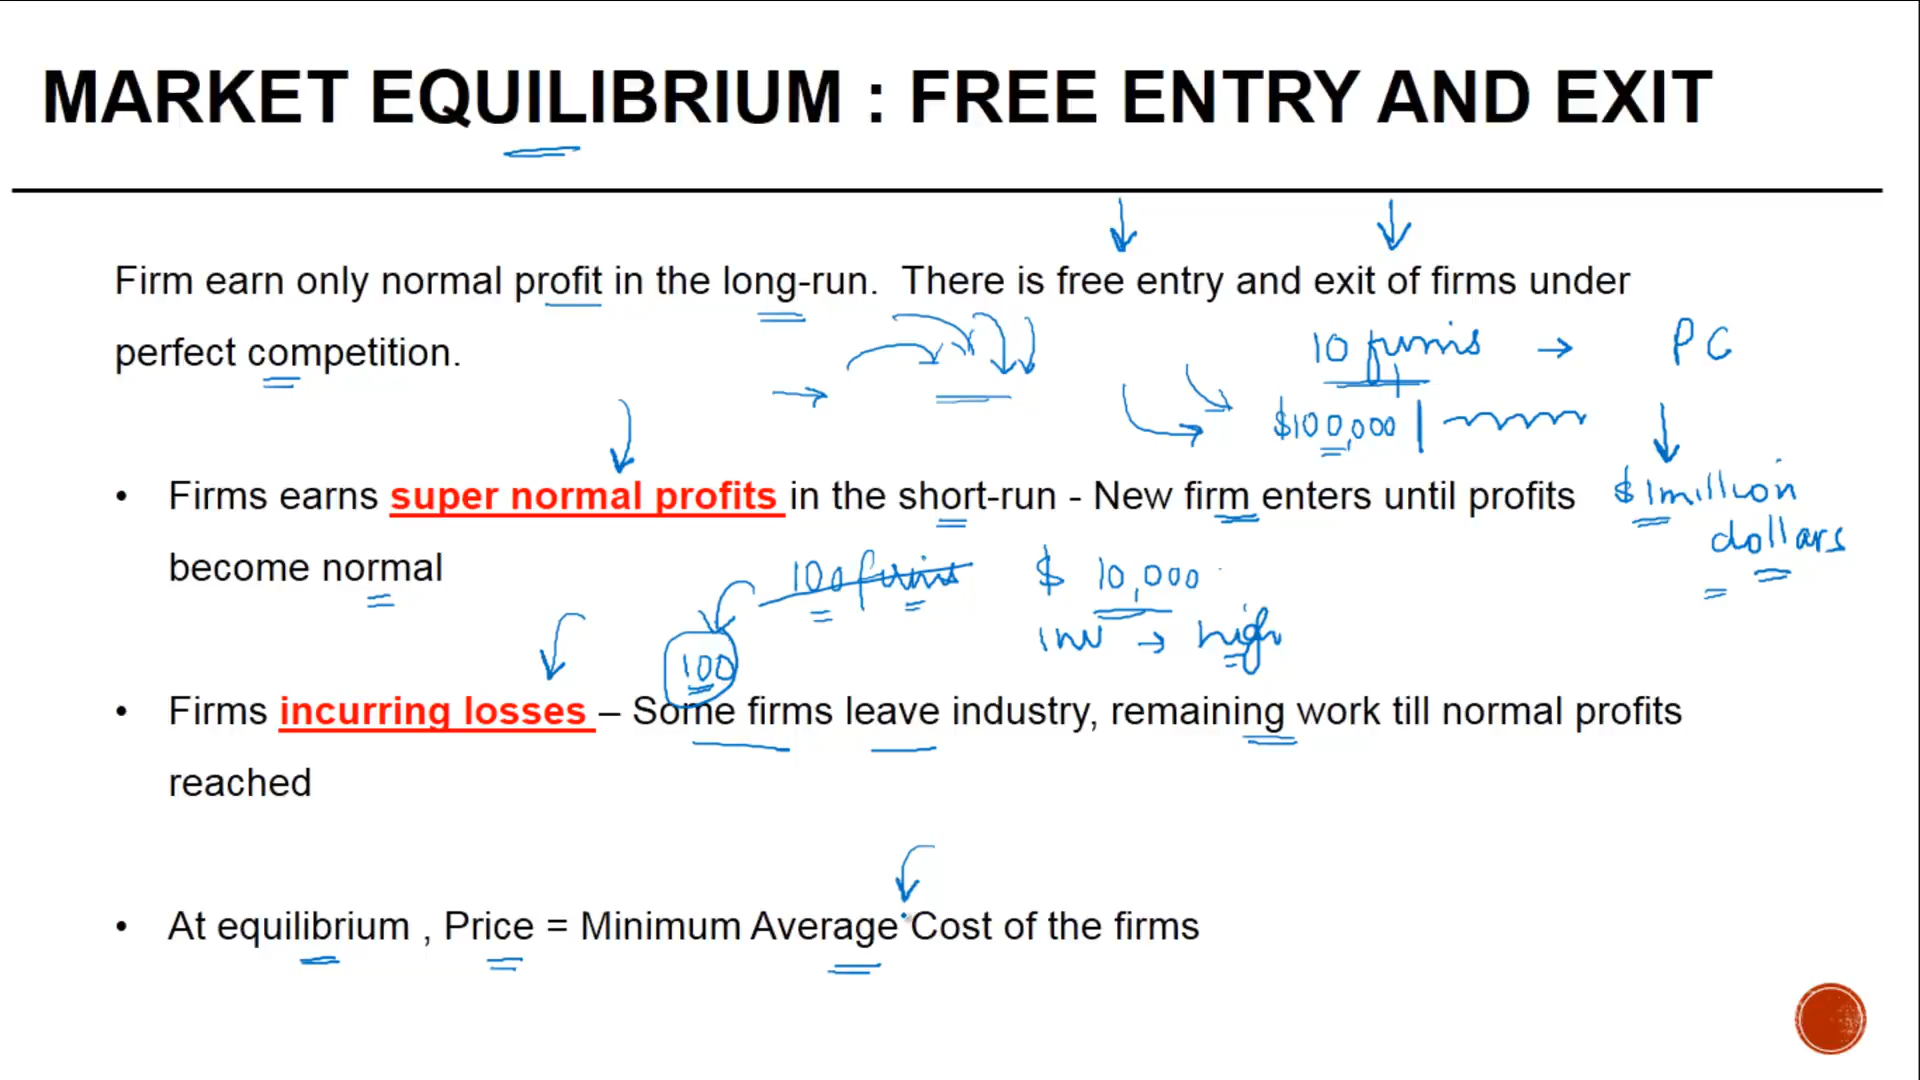 MARKET EQUILIBRIUM : FREE ENTRY AND EXIT
Firm earn only normal profit in the long-run. There is free entry and exit of firms under
perfect competition.
10 firms → PC
$100,000
• Firms earns super normal profits in the short-run - New firm enters until profits
$1million
dollars
become normal
100 firms $ 10,000
inv → high
100
• Firms incurring losses – Some firms leave industry, remaining work till normal profits
reached
• At equilibrium , Price = Minimum Average Cost of the firms